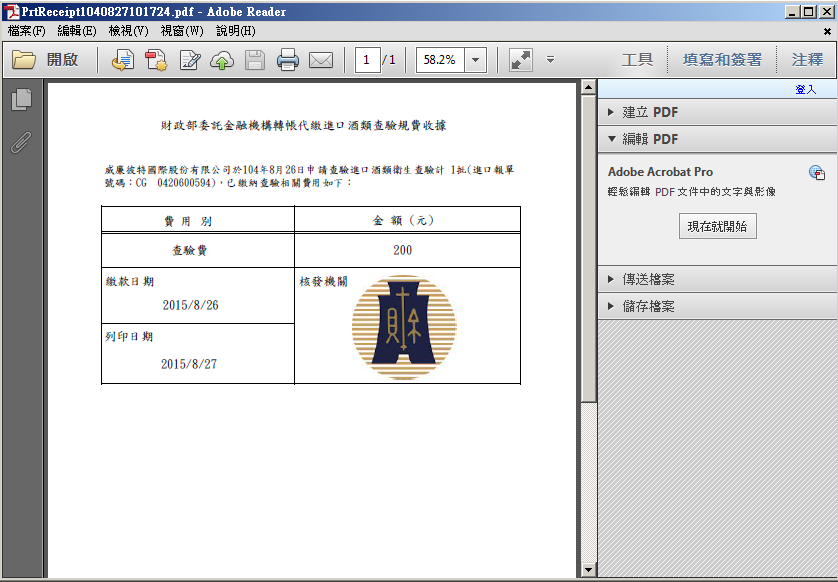 PrtReceipt1040827101724.pdf - Adobe Reader
檔案(F) 編輯(E) 檢視(V) 視窗(W) 說明(H)
開啟 1 / 1 58.2% 工具 填寫和簽署 注釋
登入
建立 PDF
編輯 PDF
Adobe Acrobat Pro
輕鬆編輯 PDF 文件中的文字與影像
現在就開始
傳送檔案
儲存檔案
財政部委託金融機構轉帳代繳進口酒類查驗規費收據
威廉彼特國際股份有限公司於104年8月26日申請查驗進口酒類衛生查驗計 1批(進口報單
號碼：CG 0420600594)，已繳納查驗相關費用如下：
費 用 別 金 額 (元)
查驗費 200
繳款日期 核發機關
2015/8/26
列印日期
2015/8/27
財